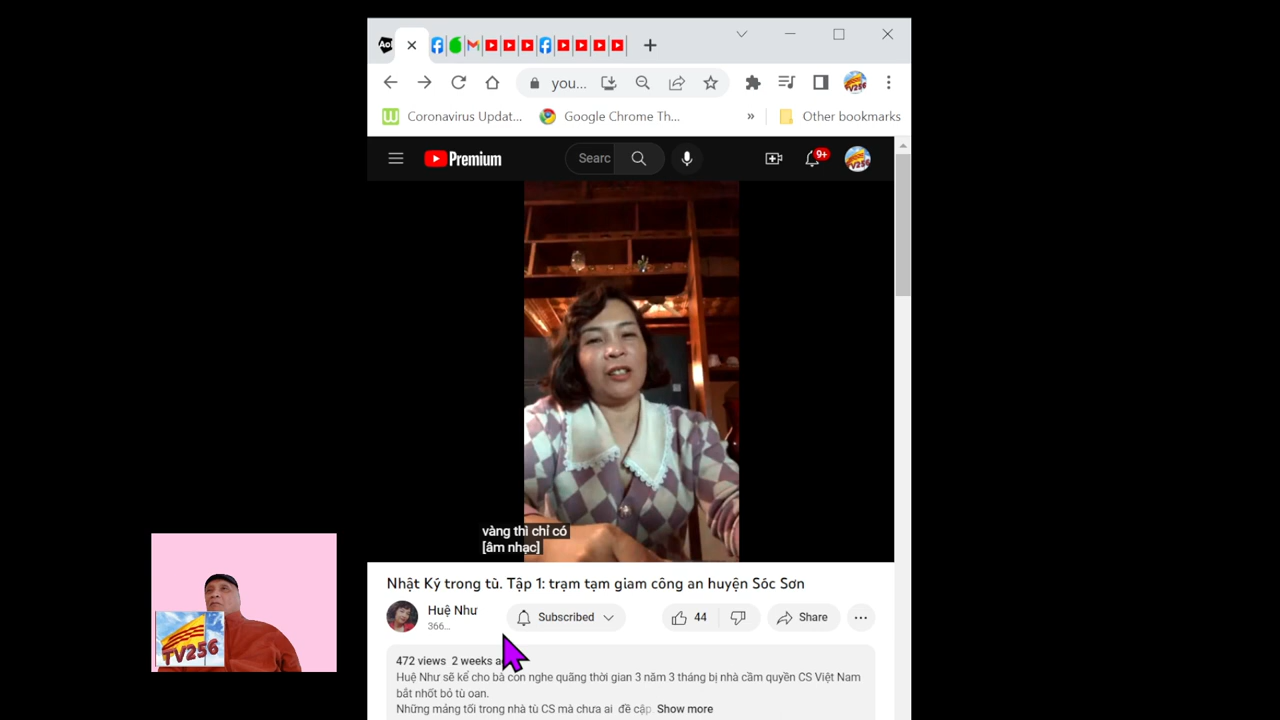 Ao
you...
Coronavirus Updat...
Google Chrome Th...
»
Other bookmarks
Premium
Searc
9+
vàng thì chỉ có
[âm nhạc]
Nhật Ký trong tù. Tập 1: trạm tạm giam công an huyện Sóc Sơn
Huệ Như
366...
Subscribed
44
Share
472 views 2 weeks a
Huệ Như sẽ kể cho bà con nghe quãng thời gian 3 năm 3 tháng bị nhà cầm quyền CS Việt Nam
bắt nhốt bỏ tù oan.
Những mảng tối trong nhà tù CS mà chưa ai đề cập Show more
TV256